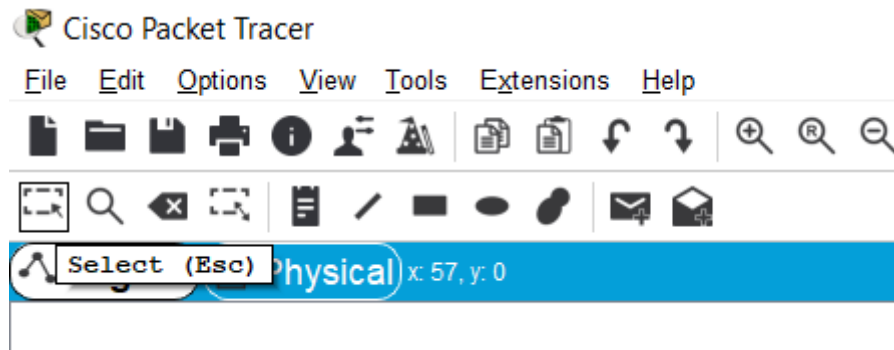 Cisco Packet Tracer
File Edit Options View Tools Extensions Help
R
Select (Esc)
Physical x: 57, y: 0